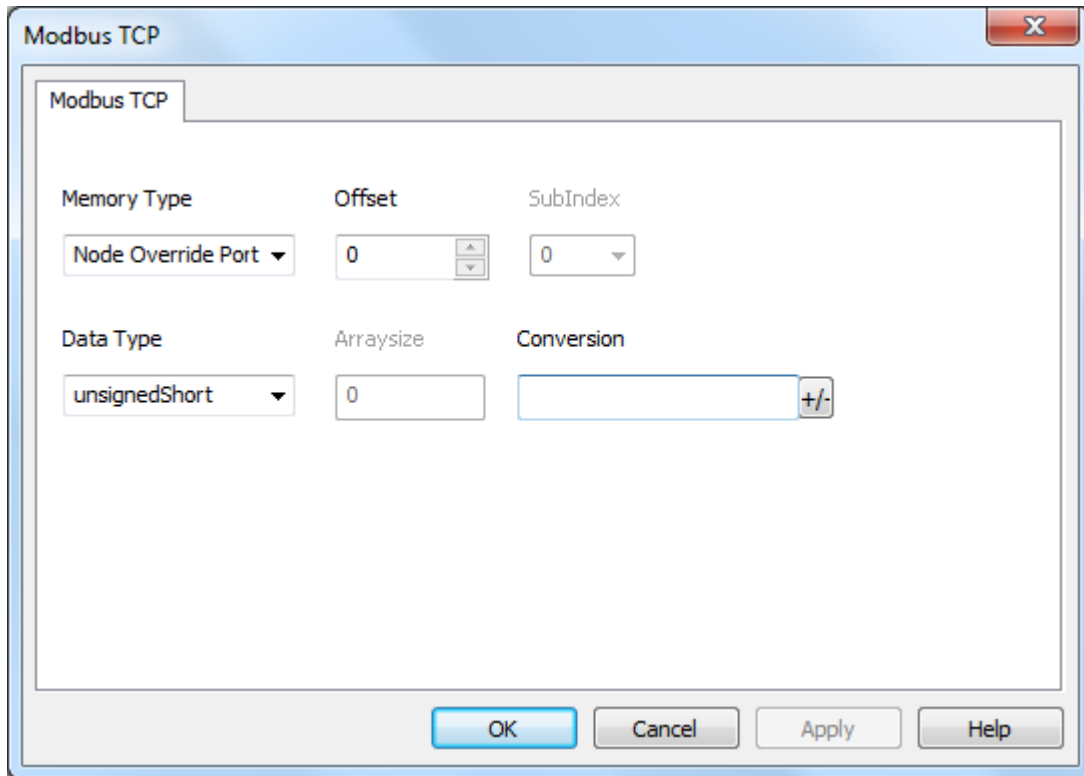 Modbus TCP
Modbus TCP
Memory Type Offset SubIndex
Node Override Port 0 0
Data Type Arraysize Conversion
unsignedShort 0 +/-
OK Cancel Apply Help